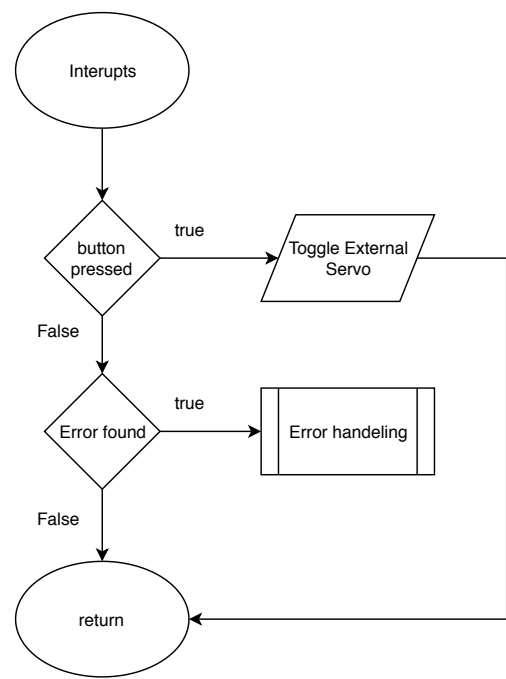 Interupts
button
pressed
true
Toggle External
Servo
False
Error found
true
Error handeling
False
return